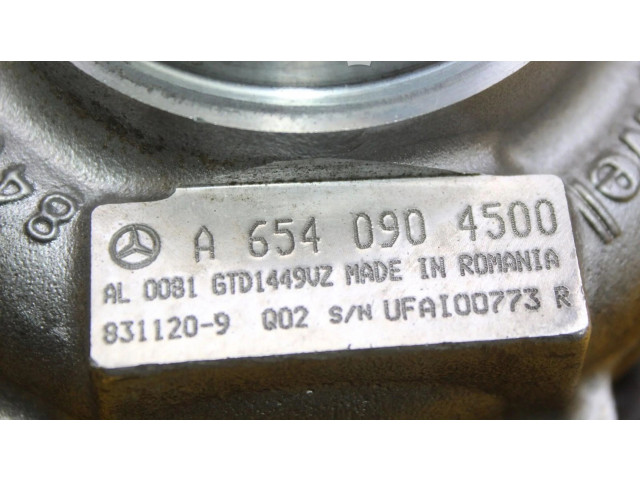 A 654 090 4500
AL 0081 GTD1449VZ MADE IN ROMANIA
831120-9 Q02 S/N UFAI00773 R